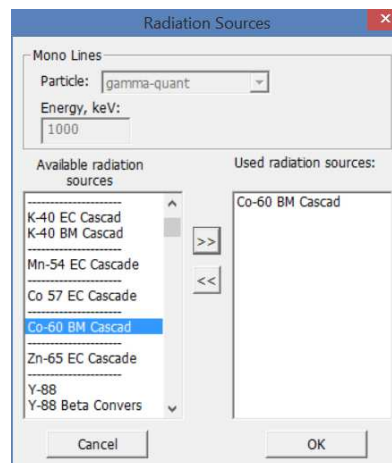 Radiation Sources
Mono Lines
Particle: gamma-quant
Energy, keV:
1000
Available radiation
sources
---------------------
K-40 EC Cascad
K-40 BM Cascad
---------------------
Mn-54 EC Cascade
---------------------
Co 57 EC Cascade
---------------------
Co-60 BM Cascad
---------------------
Zn-65 EC Cascade
---------------------
Y-88
Y-88 Beta Convers
>>
<<
Used radiation sources:
Co-60 BM Cascad
Cancel
OK